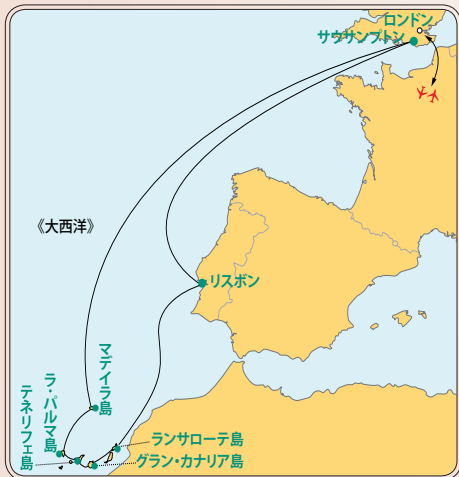 ロンドン
サウサンプトン
《大西洋》
リスボン
マデイラ島
ラ・パルマ島
テネリフェ島
ランサローテ島
グラン・カナリア島